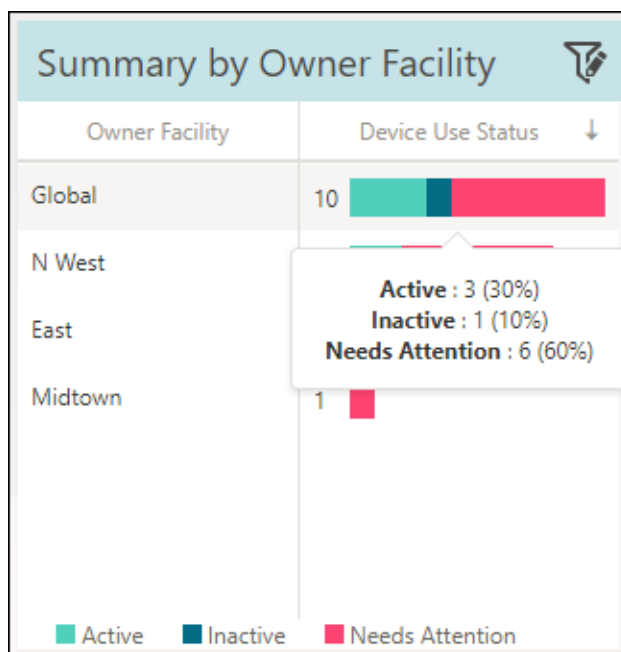 Summary by Owner Facility
Owner Facility Device Use Status ↓
Global 10
N West
Active : 3 (30%)
Inactive : 1 (10%)
East
Needs Attention : 6 (60%)
Midtown 1
Active Inactive Needs Attention